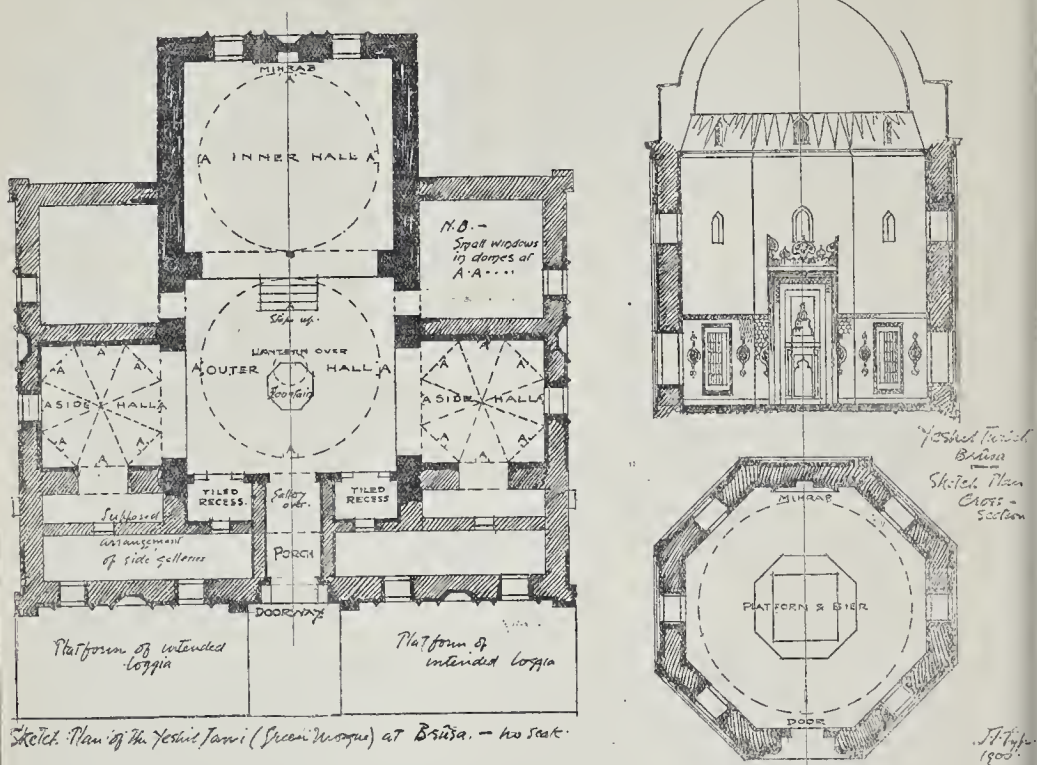 MIHRAB
A
A INNER HALL A
N.B. —
Small windows
in domes at
A·A····
Steps up.
A
LANTERN OVER
A OUTER HALL A
Fountain
A
A
A A
A SIDE HALL A
A A
A
A
A A
A SIDE HALL A
A A
A
TILED
RECESS.
Gallery
over.
TILED
RECESS
Supposed
arrangement
of side galleries
PORCH
DOORWAY.
Platform of intended
loggia
Platform of
intended loggia
Sketch Plan of the Yeshil Jami (Green Mosque) at Brûsa. — no scale.
Brûsa
Sketch Plan
Cross-
Section
MIHRAB
PLATFORM & BIER
DOOR
1900.